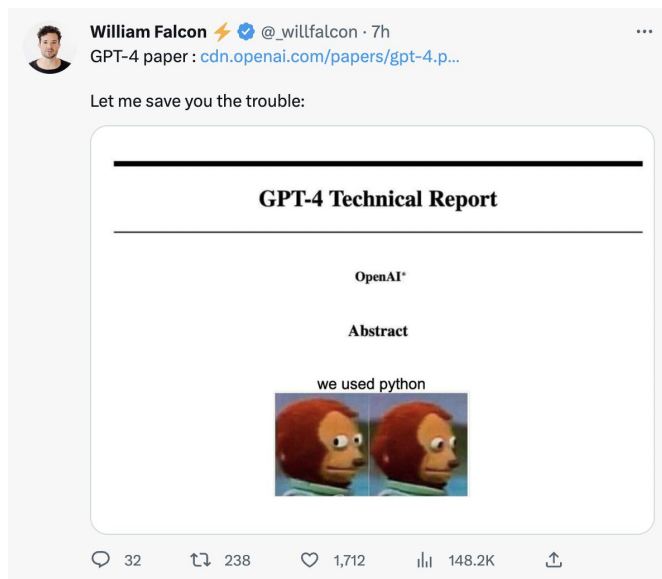 William Falcon ⚡ @_willfalcon · 7h
GPT-4 paper : cdn.openai.com/papers/gpt-4.p...
Let me save you the trouble:
GPT-4 Technical Report
OpenAI*
Abstract
we used python
32 238 1,712 148.2K